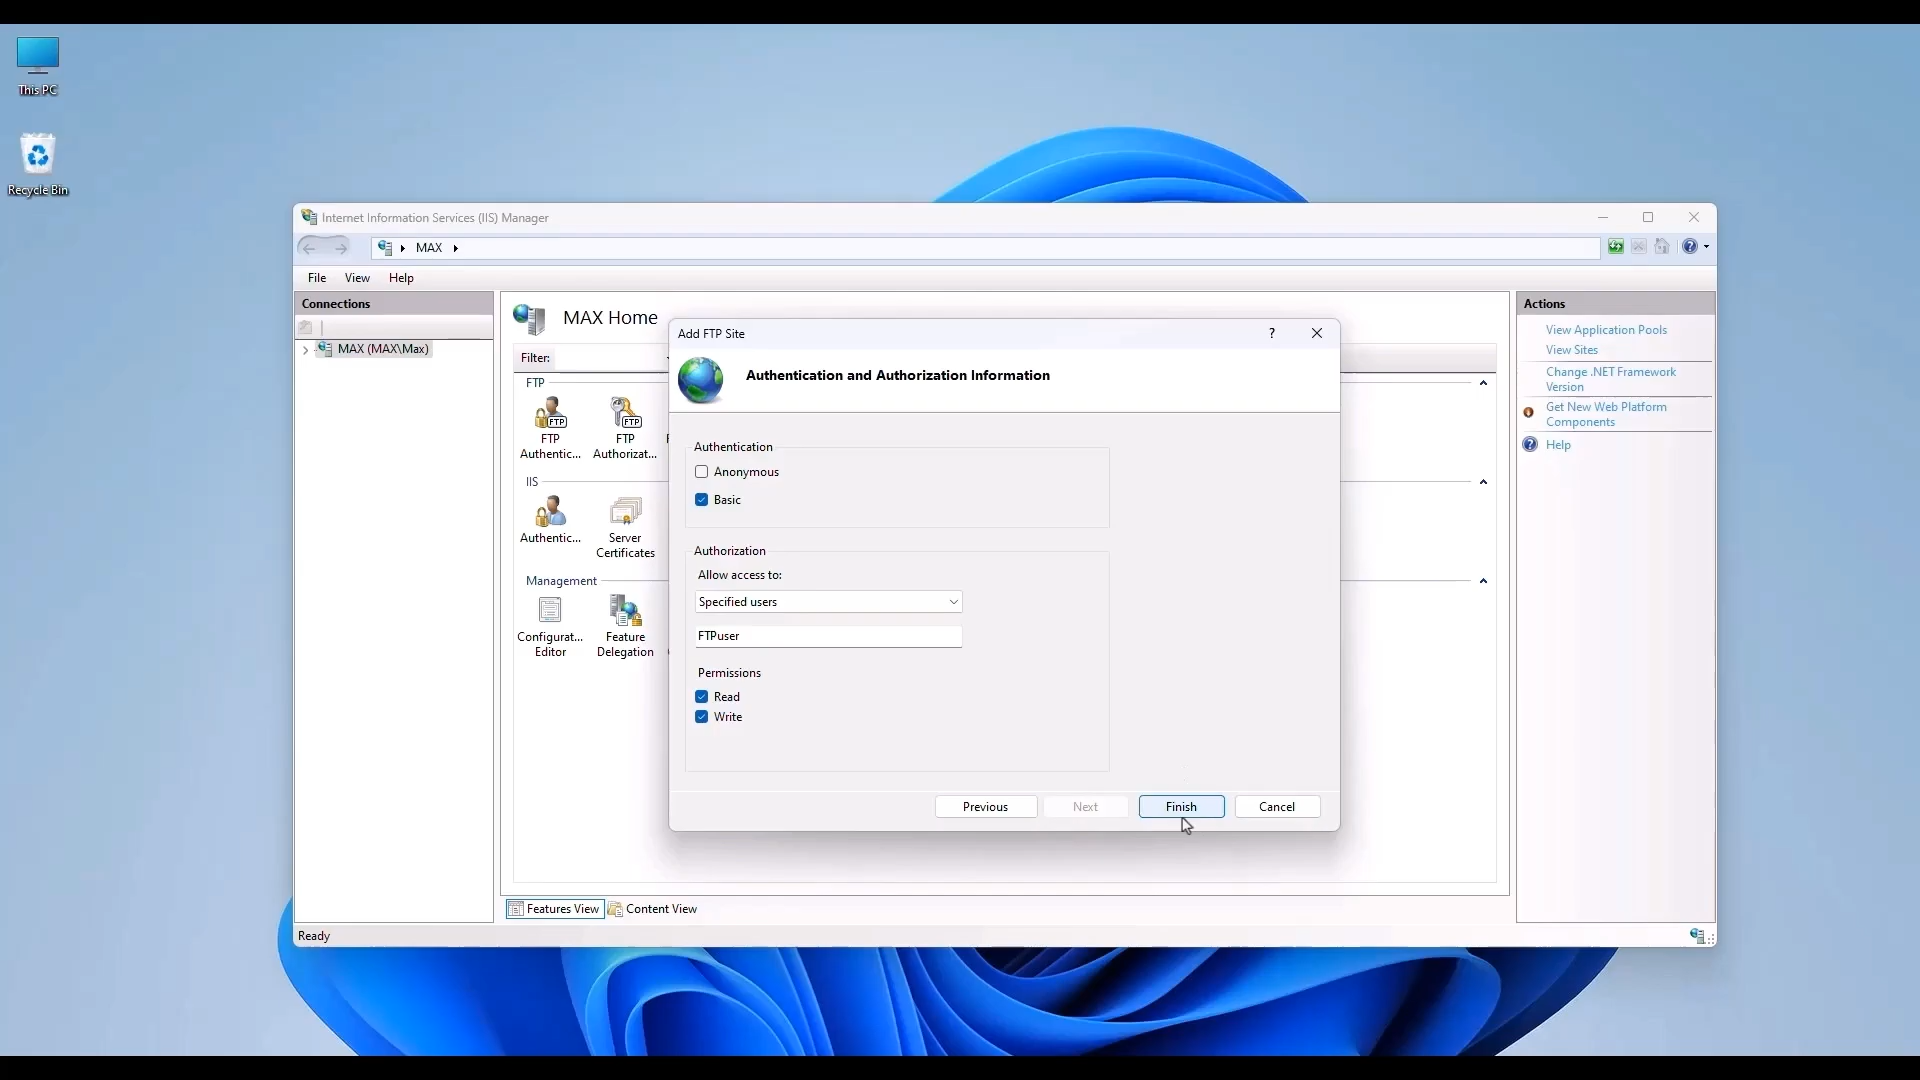 This PC
Recycle Bin
Internet Information Services (IIS) Manager
MAX
File View Help
Connections
MAX (MAX\Max)
MAX Home
Filter:
FTP
FTP
Authentic...
FTP
Authorizat...
IIS
Authentic...
Server
Certificates
Management
Configurat...
Editor
Feature
Delegation
Add FTP Site
?
Authentication and Authorization Information
Authentication
Anonymous
Basic
Authorization
Allow access to:
Specified users
FTPuser
Permissions
Read
Write
Previous Next Finish Cancel
Features View Content View
Ready
Actions
View Application Pools
View Sites
Change .NET Framework
Version
Get New Web Platform
Components
Help